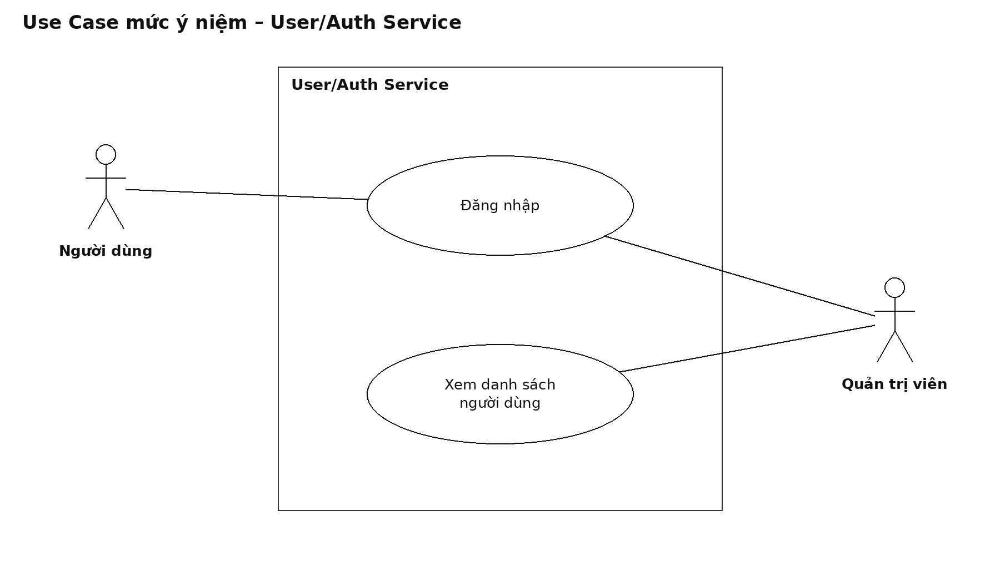 Use Case mức ý niệm – User/Auth Service
User/Auth Service
Đăng nhập
Người dùng
Xem danh sách
người dùng
Quản trị viên